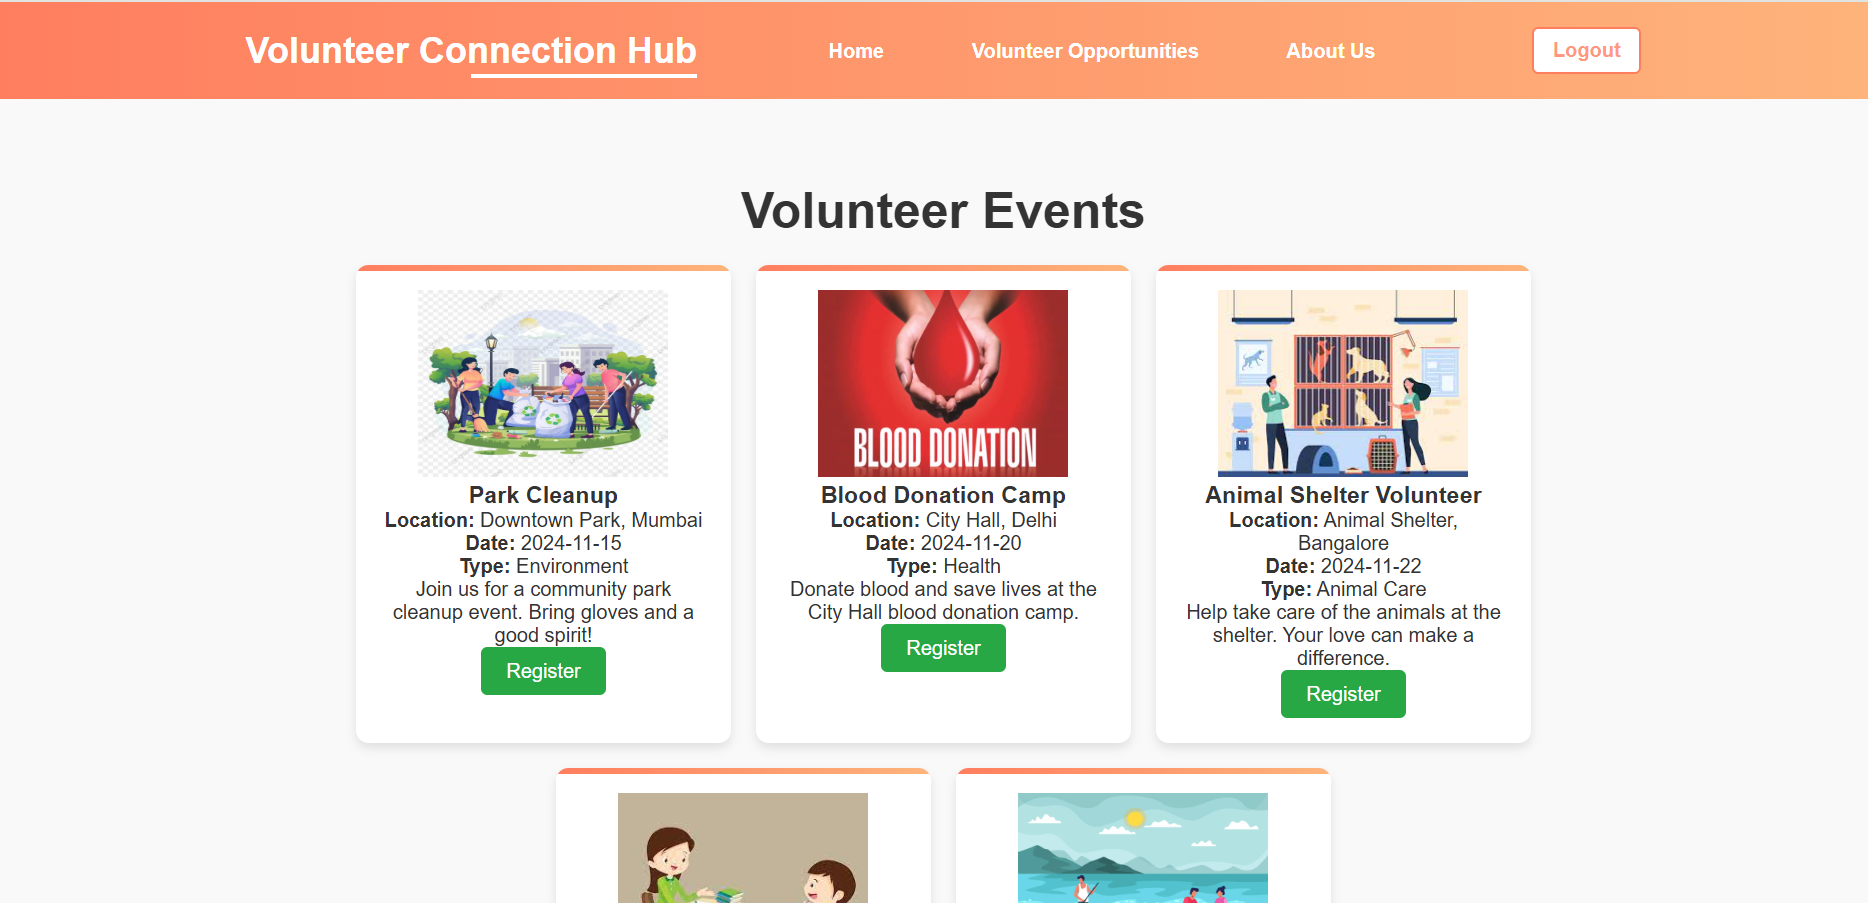 Volunteer Connection Hub
Home
Volunteer Opportunities
About Us
Logout
Volunteer Events
Park Cleanup
Location: Downtown Park, Mumbai
Date: 2024-11-15
Type: Environment
Join us for a community park
cleanup event. Bring gloves and a
good spirit!
Register
BLOOD DONATION
Blood Donation Camp
Location: City Hall, Delhi
Date: 2024-11-20
Type: Health
Donate blood and save lives at the
City Hall blood donation camp.
Register
Animal Shelter Volunteer
Location: Animal Shelter,
Bangalore
Date: 2024-11-22
Type: Animal Care
Help take care of the animals at the
shelter. Your love can make a
difference.
Register